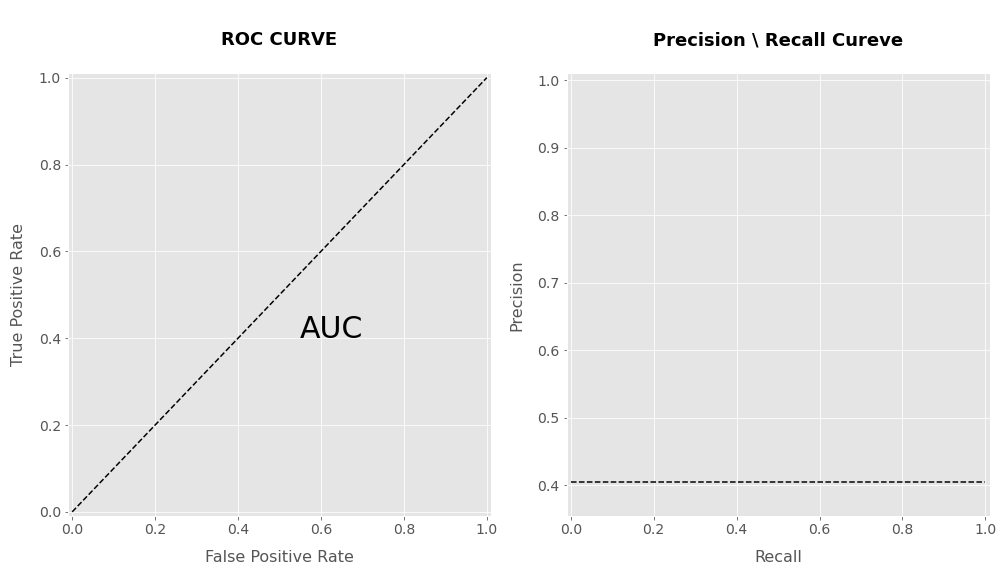 ROC CURVE
1.0
0.8
0.6
0.4
0.2
0.0
True Positive Rate
AUC
0.0 0.2 0.4 0.6 0.8 1.0
False Positive Rate
Precision \ Recall Cureve
1.0
0.9
0.8
0.7
0.6
0.5
0.4
Precision
0.0 0.2 0.4 0.6 0.8 1.0
Recall